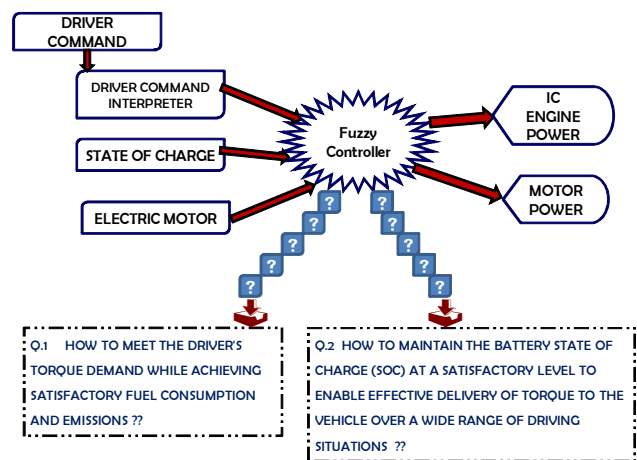 DRIVER
COMMAND
DRIVER COMMAND
INTERPRETER
STATE OF CHARGE
ELECTRIC MOTOR
Fuzzy
Controller
IC
ENGINE
POWER
MOTOR
POWER
? ?
? ?
? ?
? ?
? ?
Q.1 HOW TO MEET THE DRIVER'S
TORQUE DEMAND WHILE ACHIEVING
SATISFACTORY FUEL CONSUMPTION
AND EMISSIONS ??
Q.2 HOW TO MAINTAIN THE BATTERY STATE OF
CHARGE (SOC) AT A SATISFACTORY LEVEL TO
ENABLE EFFECTIVE DELIVERY OF TORQUE TO THE
VEHICLE OVER A WIDE RANGE OF DRIVING
SITUATIONS ??